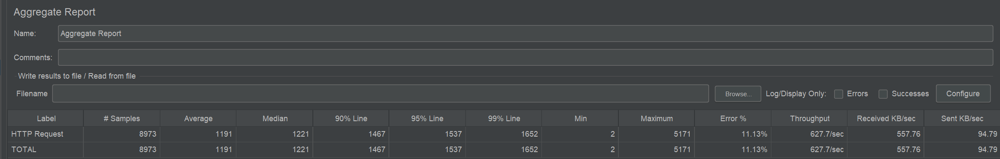 Aggregate Report
Name: Aggregate Report
Comments:
Write results to file / Read from file
Filename Browse... Log/Display Only: Errors Successes Configure
Label # Samples Average Median 90% Line 95% Line 99% Line Min Maximum Error % Throughput Received KB/sec Sent KB/sec
HTTP Request 8973 1191 1221 1467 1537 1652 2 5171 11.13% 627.7/sec 557.76 94.79
TOTAL 8973 1191 1221 1467 1537 1652 2 5171 11.13% 627.7/sec 557.76 94.79